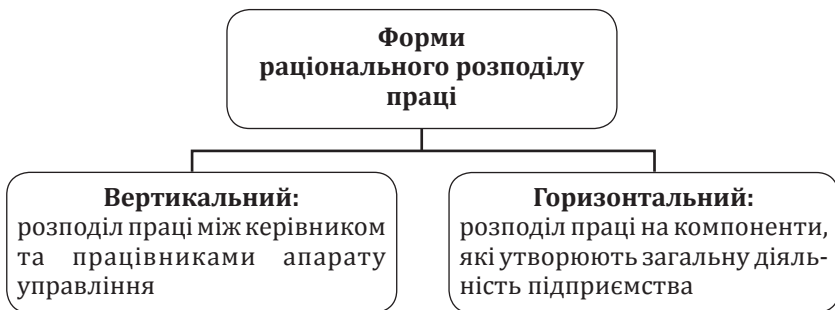 Форми
раціонального розподілу
праці
Вертикальний:
розподіл праці між керівником
та працівниками апарату
управління
Горизонтальний:
розподіл праці на компоненти,
які утворюють загальну діяль-
ність підприємства